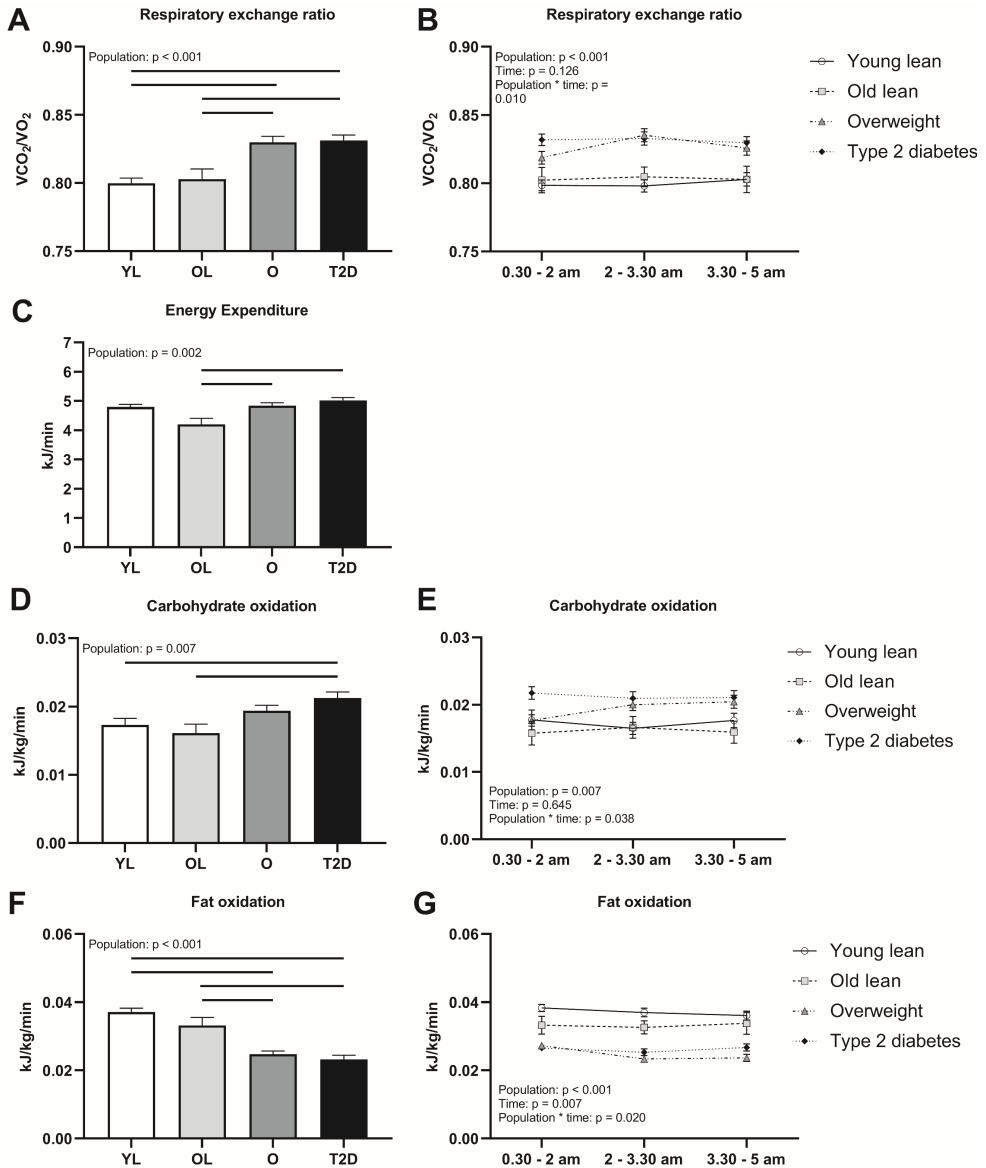 A
Respiratory exchange ratio
Population: p < 0.001
VCO2/VO2
0.90
0.85
0.80
0.75
YL OL O T2D
B
Respiratory exchange ratio
Population: p < 0.001
Time: p = 0.126
Population * time: p =
0.010
VCO2/VO2
0.90
0.85
0.80
0.75
0.30 - 2 am 2 - 3.30 am 3.30 - 5 am
Young lean
Old lean
Overweight
Type 2 diabetes
C
Energy Expenditure
Population: p = 0.002
kJ/min
7
6
5
4
3
2
1
0
YL OL O T2D
D
Carbohydrate oxidation
Population: p = 0.007
kJ/kg/min
0.03
0.02
0.01
0.00
YL OL O T2D
E
Carbohydrate oxidation
kJ/kg/min
0.03
0.02
0.01
0.00
Population: p = 0.007
Time: p = 0.645
Population * time: p = 0.038
0.30 - 2 am 2 - 3.30 am 3.30 - 5 am
Young lean
Old lean
Overweight
Type 2 diabetes
F
Fat oxidation
Population: p < 0.001
kJ/kg/min
0.06
0.04
0.02
0.00
YL OL O T2D
G
Fat oxidation
kJ/kg/min
0.06
0.04
0.02
0.00
Population: p < 0.001
Time: p = 0.007
Population * time: p = 0.020
0.30 - 2 am 2 - 3.30 am 3.30 - 5 am
Young lean
Old lean
Overweight
Type 2 diabetes